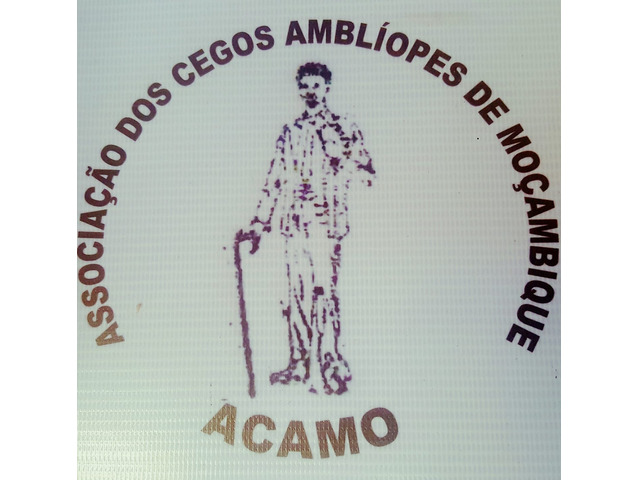 ASSOCIAÇÃO DOS CEGOS AMBLÍOPES DE MOÇAMBIQUE
ACAMO